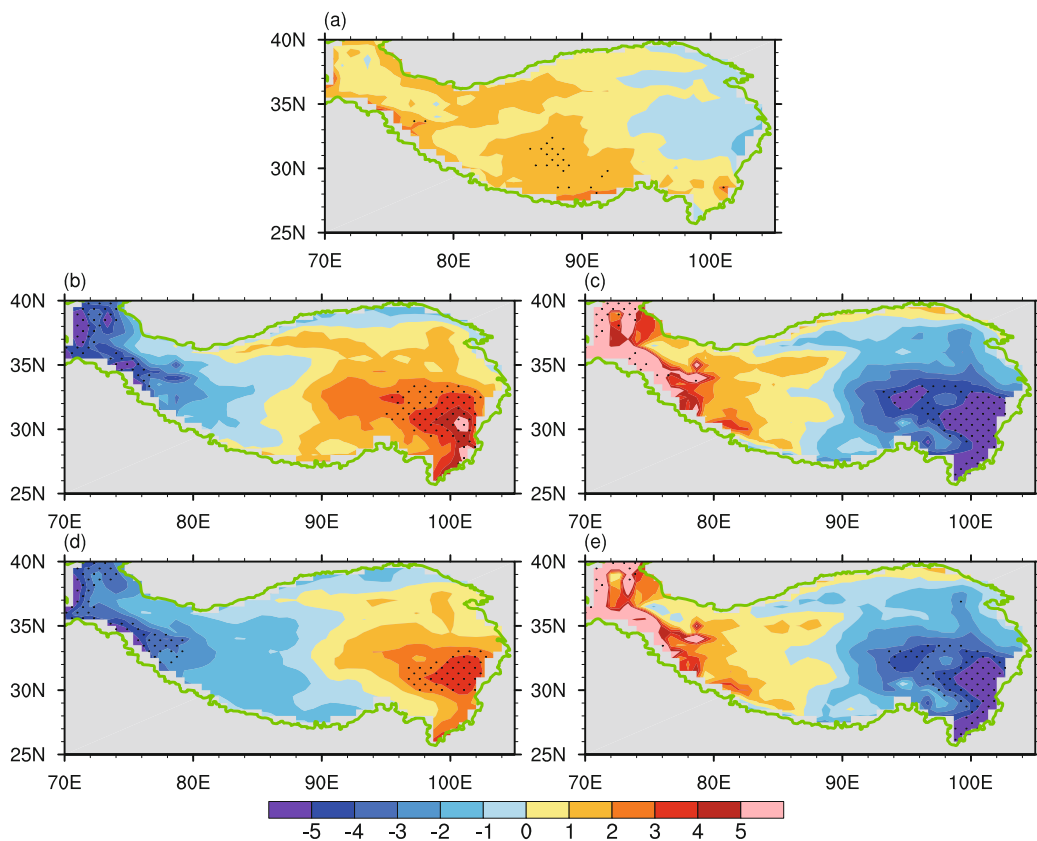 (a)
40N
35N
30N
25N
70E 80E 90E 100E
(b) (c)
40N 40N
35N 35N
30N 30N
25N 25N
70E 80E 90E 100E 70E 80E 90E 100E
(d) (e)
40N 40N
35N 35N
30N 30N
25N 25N
70E 80E 90E 100E 70E 80E 90E 100E
-5 -4 -3 -2 -1 0 1 2 3 4 5